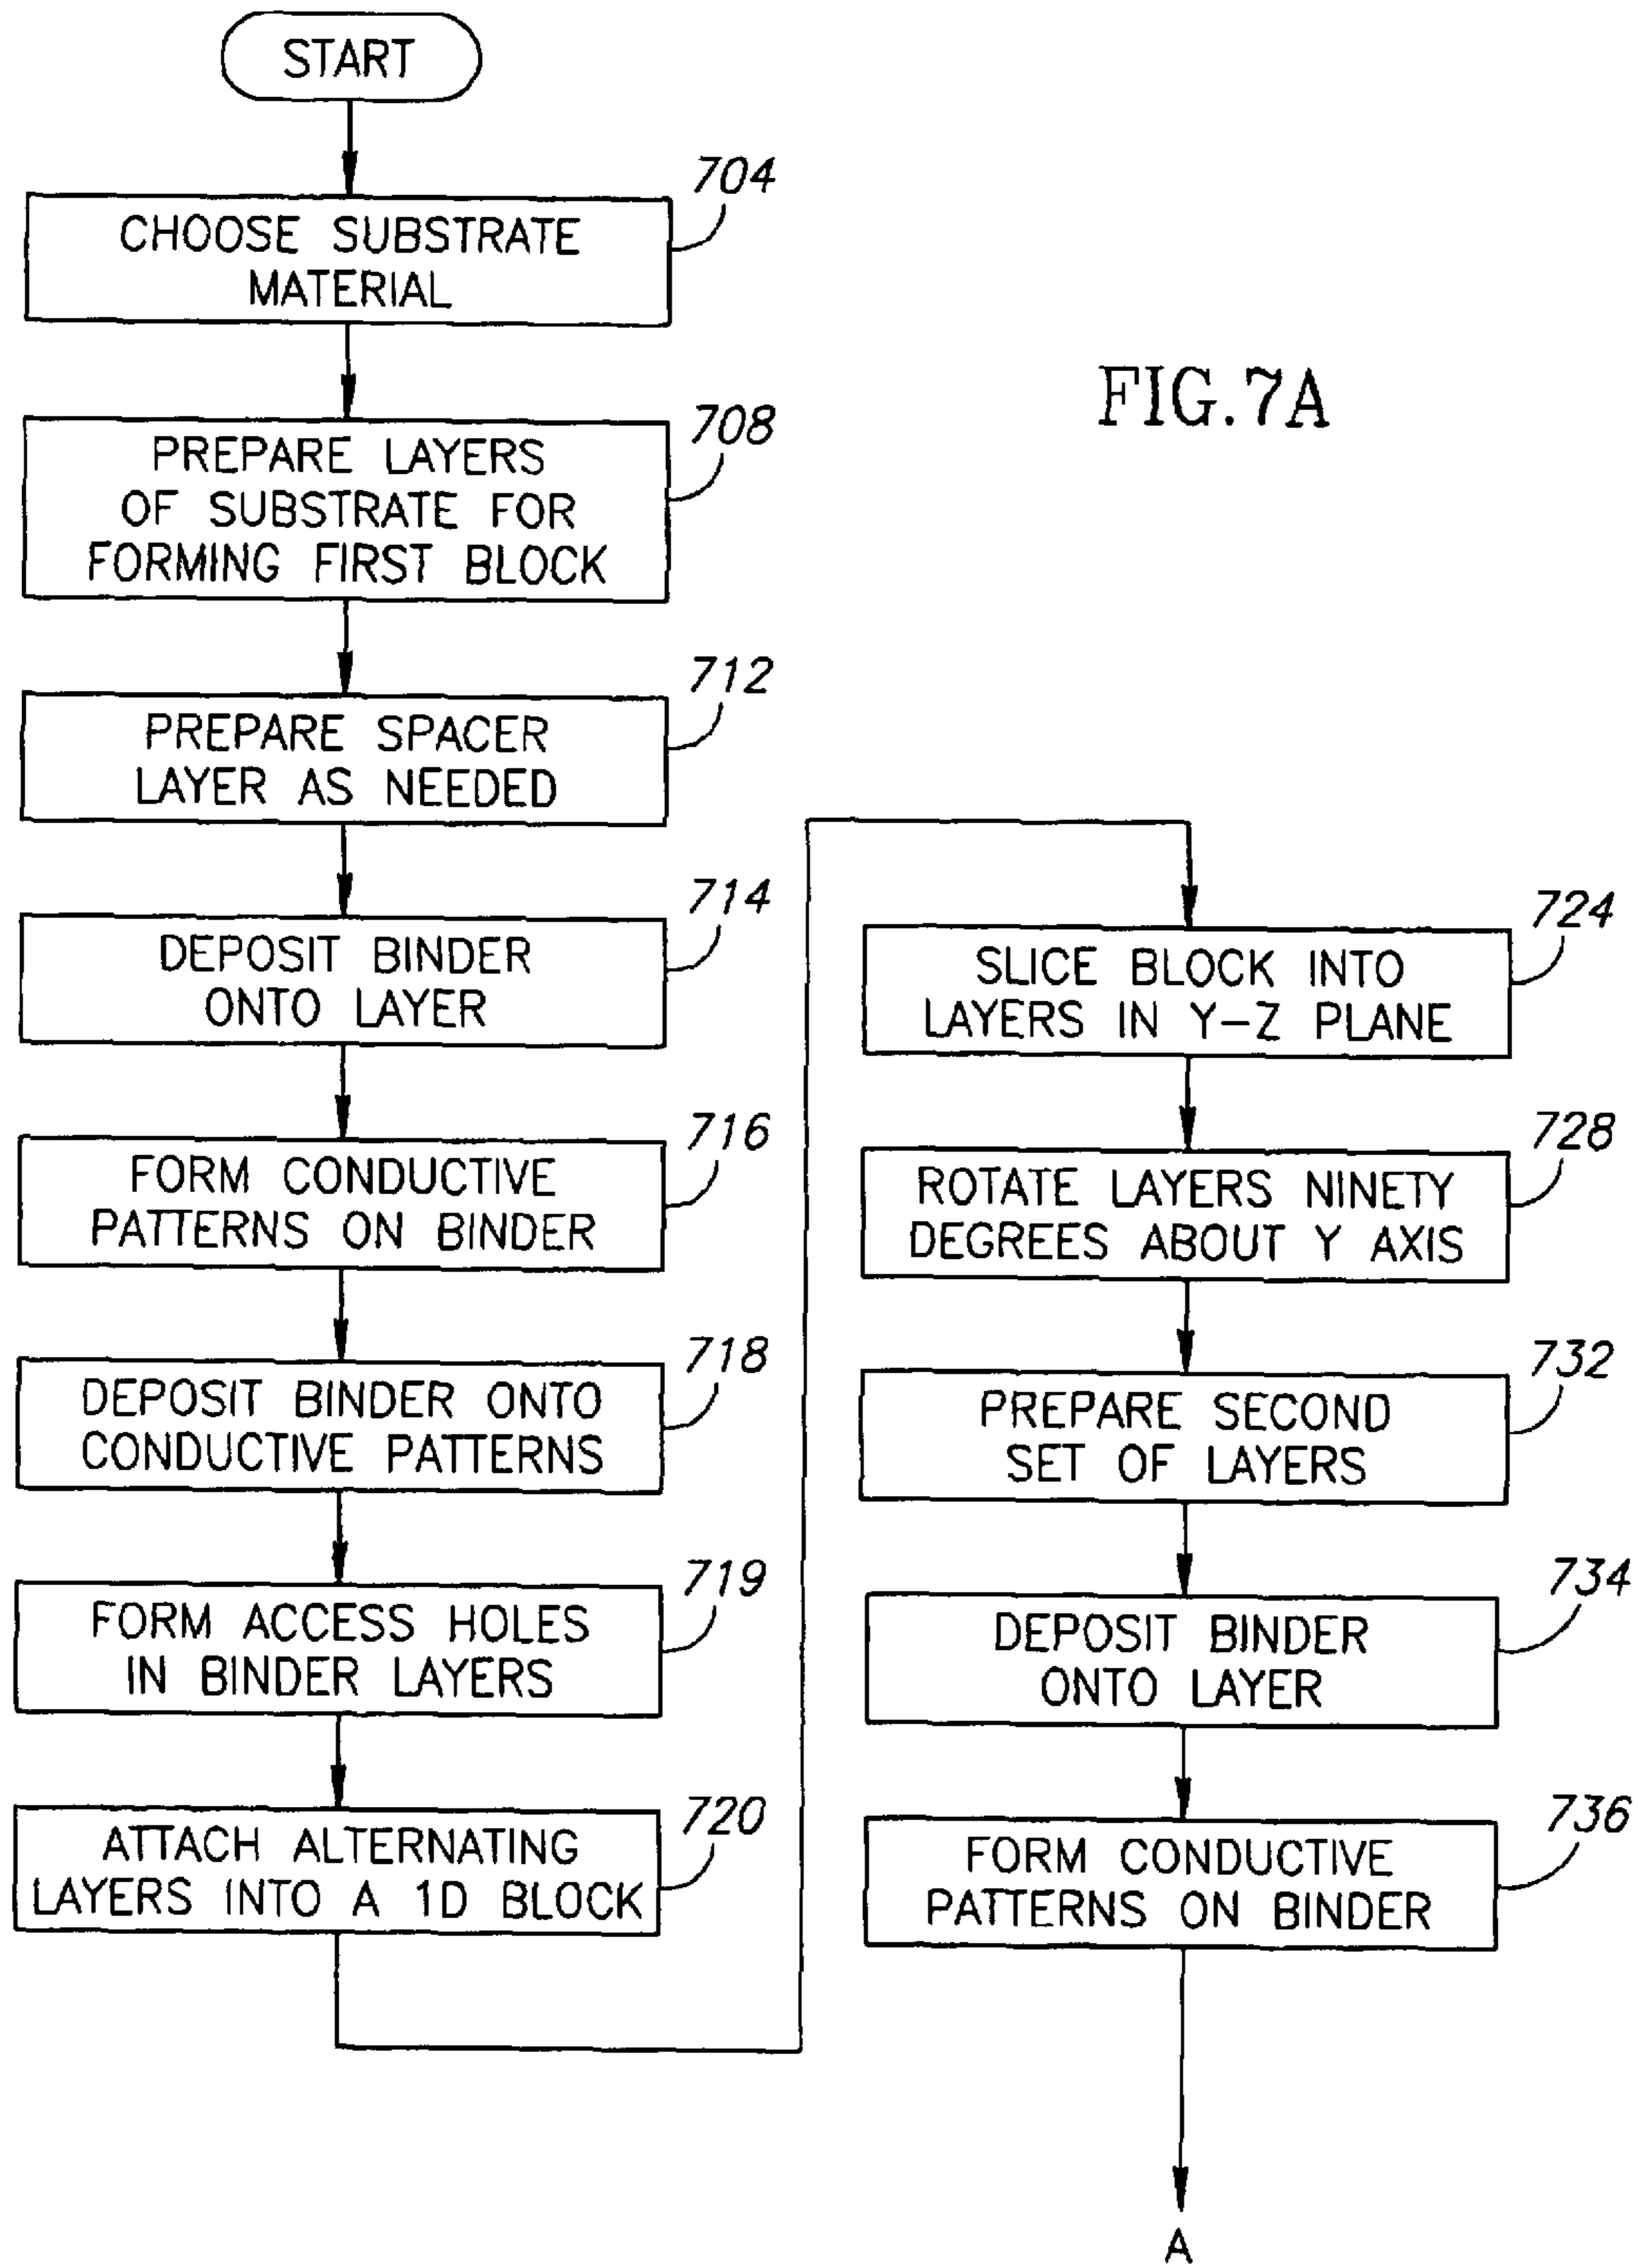 START
704
CHOOSE SUBSTRATE
MATERIAL
FIG.7A
708
PREPARE LAYERS
OF SUBSTRATE FOR
FORMING FIRST BLOCK
712
PREPARE SPACER
LAYER AS NEEDED
714
DEPOSIT BINDER
ONTO LAYER
716
FORM CONDUCTIVE
PATTERNS ON BINDER
718
DEPOSIT BINDER ONTO
CONDUCTIVE PATTERNS
719
FORM ACCESS HOLES
IN BINDER LAYERS
720
ATTACH ALTERNATING
LAYERS INTO A 1D BLOCK
724
SLICE BLOCK INTO
LAYERS IN Y-Z PLANE
728
ROTATE LAYERS NINETY
DEGREES ABOUT Y AXIS
732
PREPARE SECOND
SET OF LAYERS
734
DEPOSIT BINDER
ONTO LAYER
736
FORM CONDUCTIVE
PATTERNS ON BINDER
A